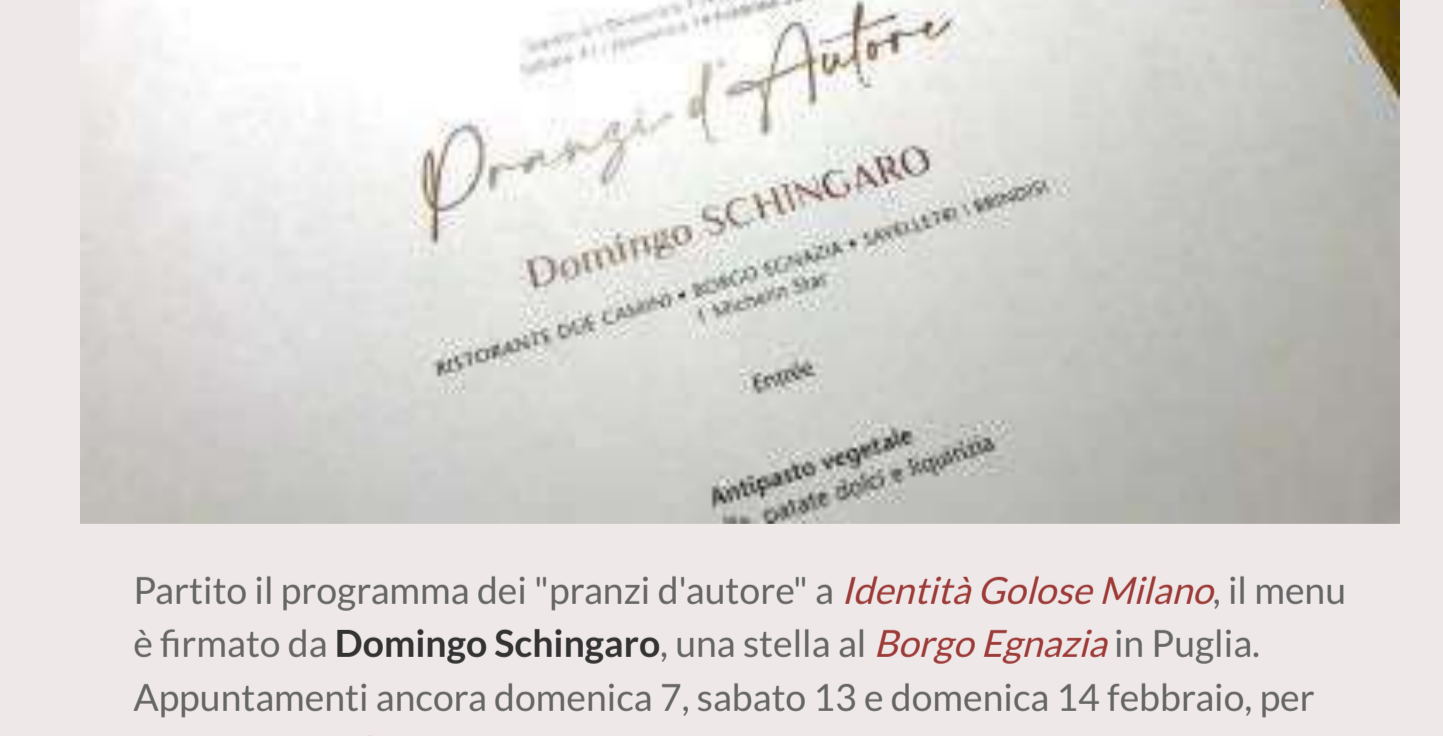 Pranzi d'Autore
Domingo SCHINGARO
RISTORANTE DUE CAMINI • BORGO EGNAZIA • SAVELLETRI | BRINDISI
1 Michelin Star
Entrée
Antipasto vegetale
patate dolci e liquirizia
Partito il programma dei "pranzi d'autore" a Identità Golose Milano, il menu
è firmato da Domingo Schingaro, una stella al Borgo Egnazia in Puglia.
Appuntamenti ancora domenica 7, sabato 13 e domenica 14 febbraio, per